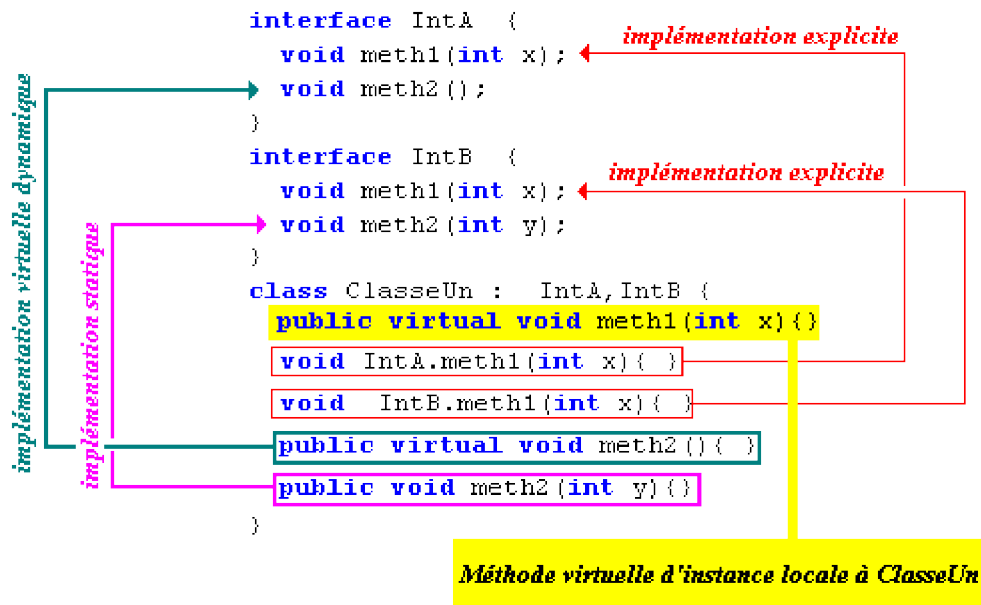 interface IntA {
implémentation explicite
void meth1(int x);
void meth2();
}
interface IntB {
implémentation explicite
void meth1(int x);
void meth2(int y);
}
class ClasseUn : IntA,IntB {
public virtual void meth1(int x){}
void IntA.meth1(int x){ }
void IntB.meth1(int x){ }
public virtual void meth2(){ }
public void meth2(int y){}
}
implémentation virtuelle dynamique
implémentation statique
Méthode virtuelle d'instance locale à ClasseUn